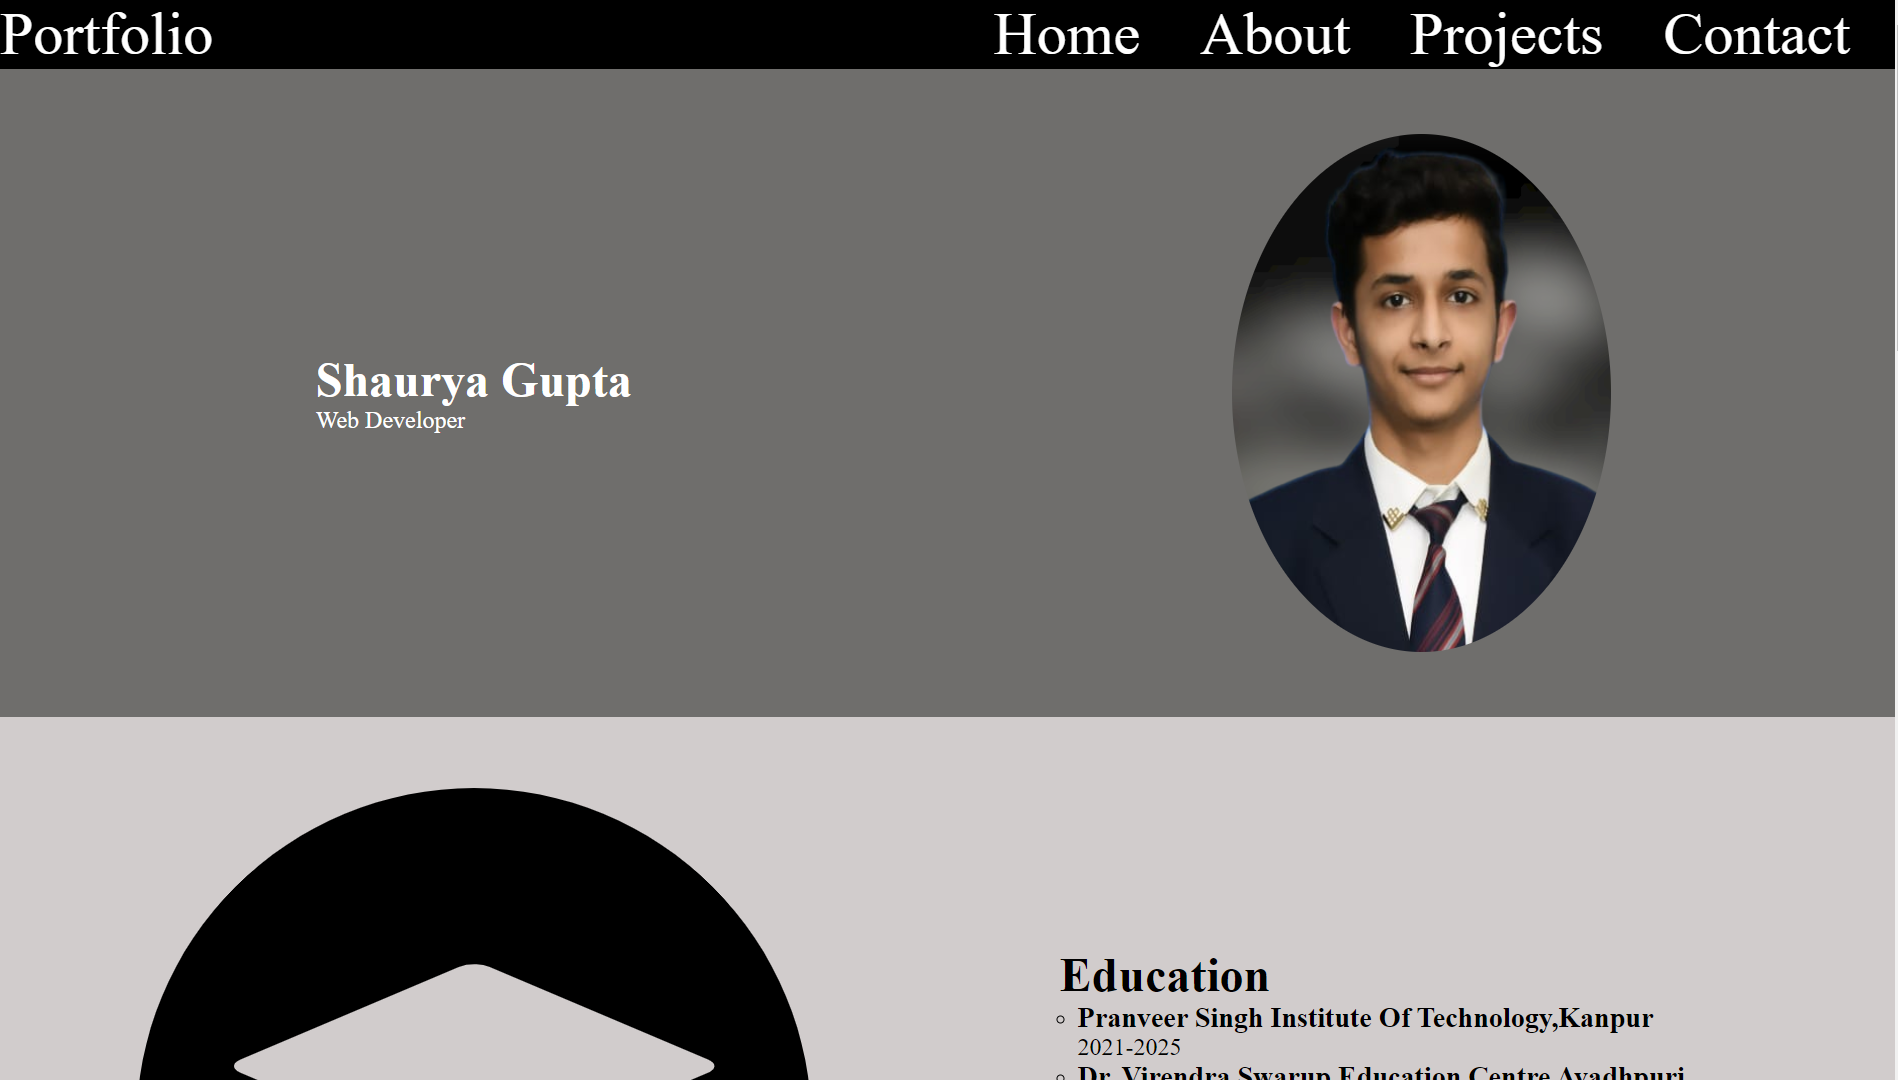 Portfolio
Home About Projects Contact
Shaurya Gupta
Web Developer
Education
Pranveer Singh Institute Of Technology,Kanpur
2021-2025
Dr. Virendra Swarup Education Centre Avadhpuri